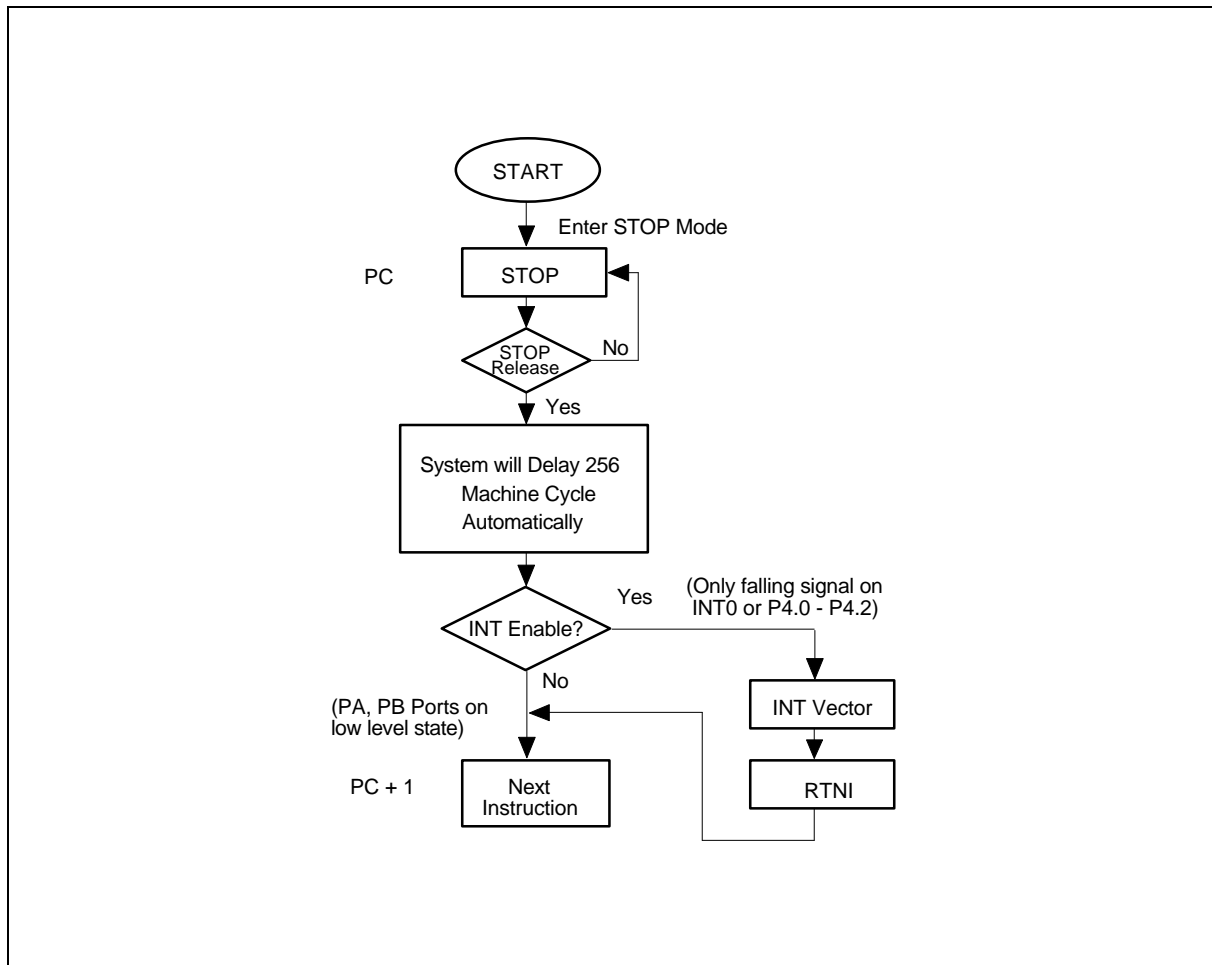 START
Enter STOP Mode
PC
STOP
STOP
Release
No
Yes
System will Delay 256
Machine Cycle
Automatically
INT Enable?
Yes
(Only falling signal on
INT0 or P4.0 - P4.2)
No
INT Vector
(PA, PB Ports on
low level state)
RTNI
PC + 1
Next
Instruction